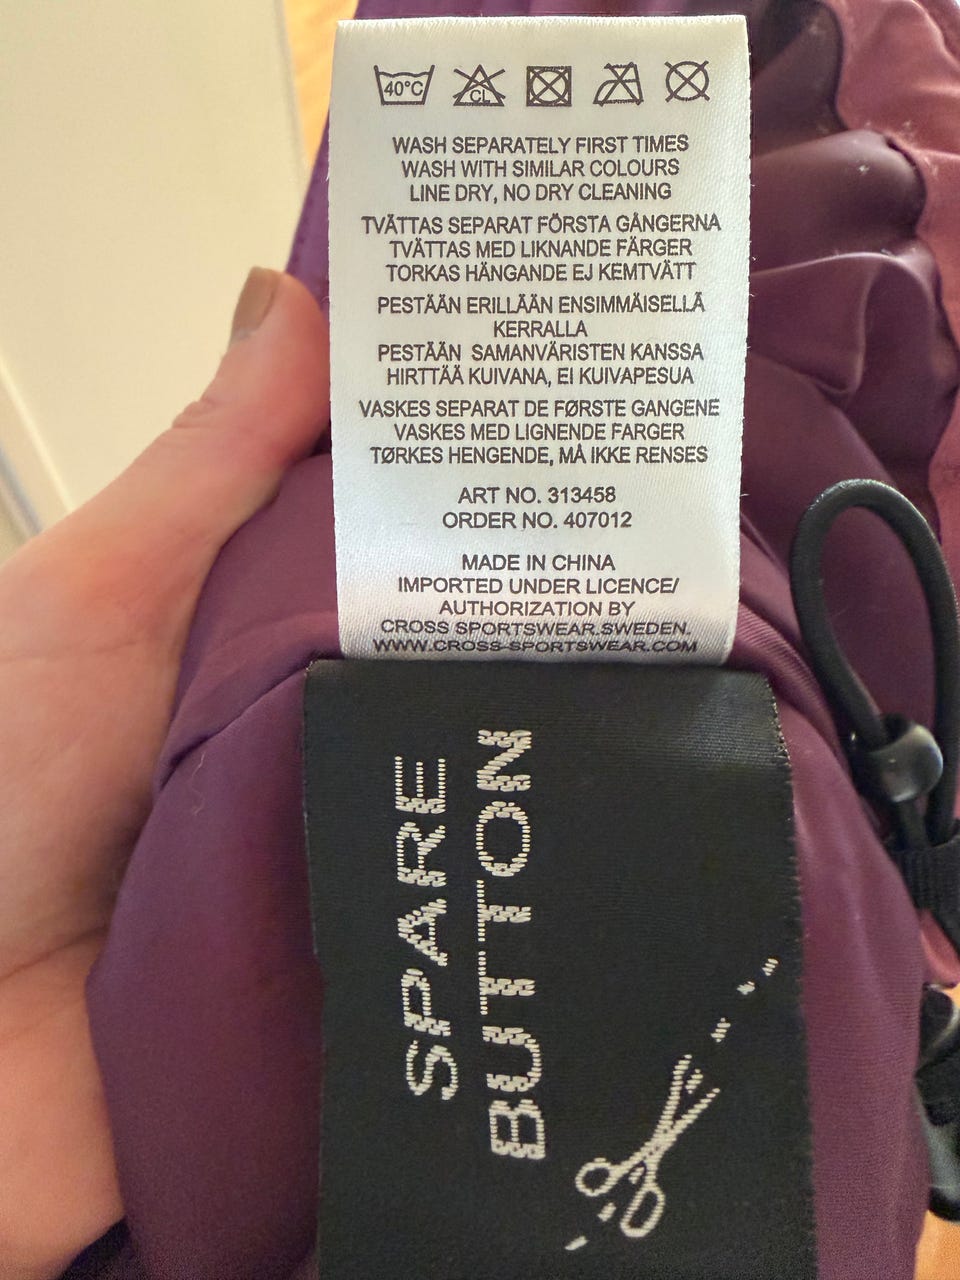 40°C
CL
WASH SEPARATELY FIRST TIMES
WASH WITH SIMILAR COLOURS
LINE DRY, NO DRY CLEANING
TVÄTTAS SEPARAT FÖRSTA GÅNGERNA
TVÄTTAS MED LIKNANDE FÄRGER
TORKAS HÄNGANDE EJ KEMTVÄTT
PESTÄÄN ERILLÄÄN ENSIMMÄISELLÄ
KERRALLA
PESTÄÄN SAMANVÄRISTEN KANSSA
HIRTTÄÄ KUIVANA, EI KUIVAPESUA
VASKES SEPARAT DE FØRSTE GANGENE
VASKES MED LIGNENDE FARGER
TØRKES HENGENDE, MÅ IKKE RENSES
ART NO. 313458
ORDER NO. 407012
MADE IN CHINA
IMPORTED UNDER LICENCE/
AUTHORIZATION BY
CROSS SPORTSWEAR.SWEDEN.
WWW.CROSS-SPORTSWEAR.COM
SPARE
BUTTON